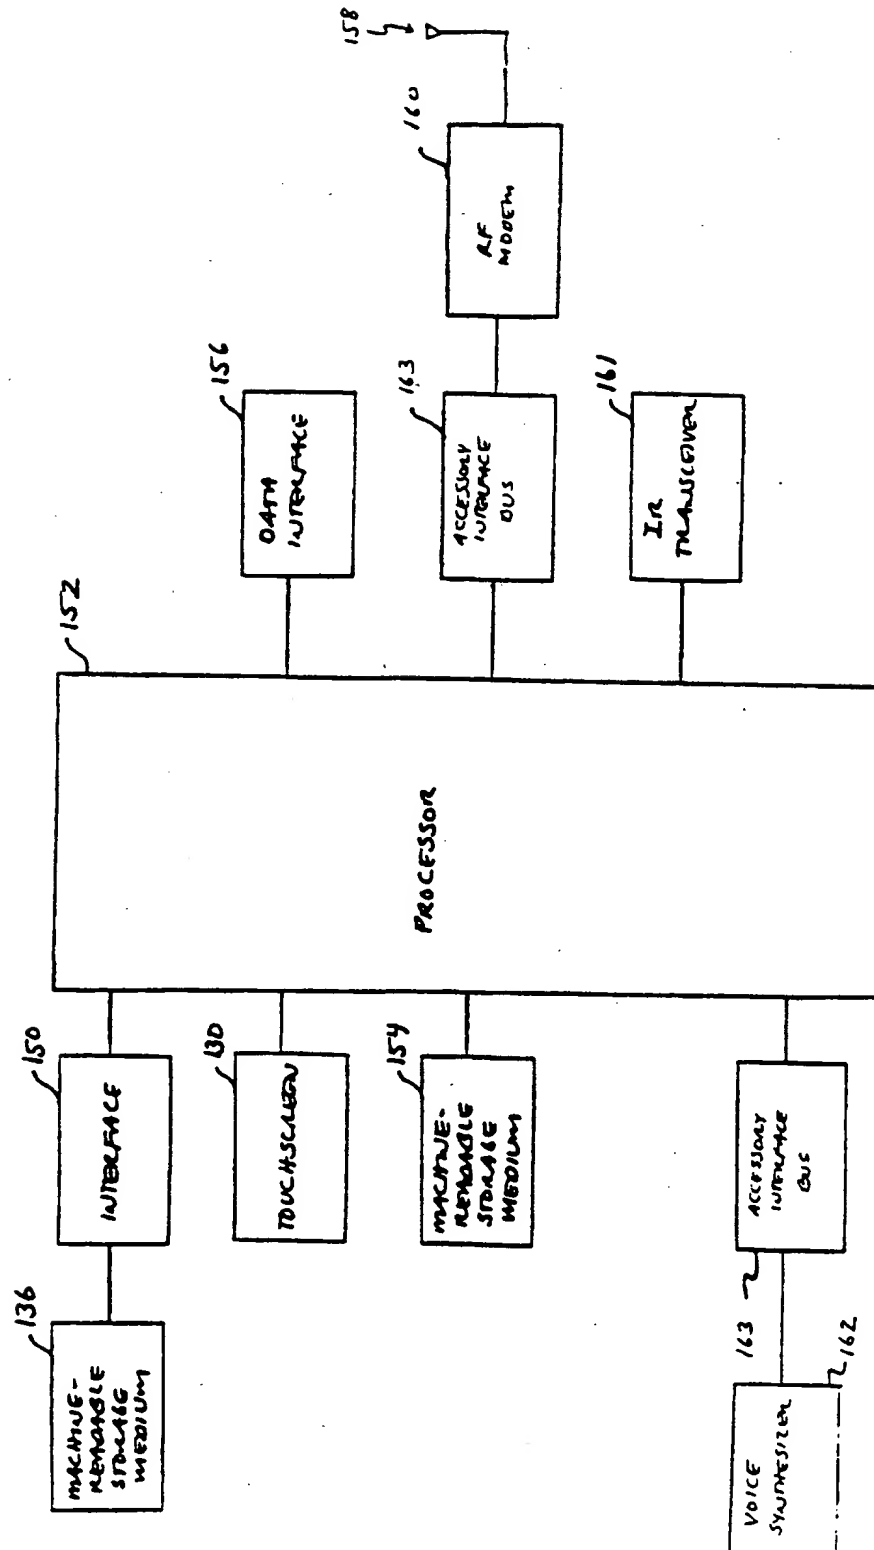 136
MACHINE-
READABLE
STORAGE
MEDIUM
150
INTERFACE
130
TOUCHSCREEN
154
MACHINE-
READABLE
STORAGE
MEDIUM
163
ACCESSORY
INTERFACE
BUS
162
VOICE
SYNTHESIZER
152
PROCESSOR
156
DATA
INTERFACE
163
ACCESSORY
INTERFACE
BUS
161
IR
TRANSCEIVER
160
RF
MODEM
158